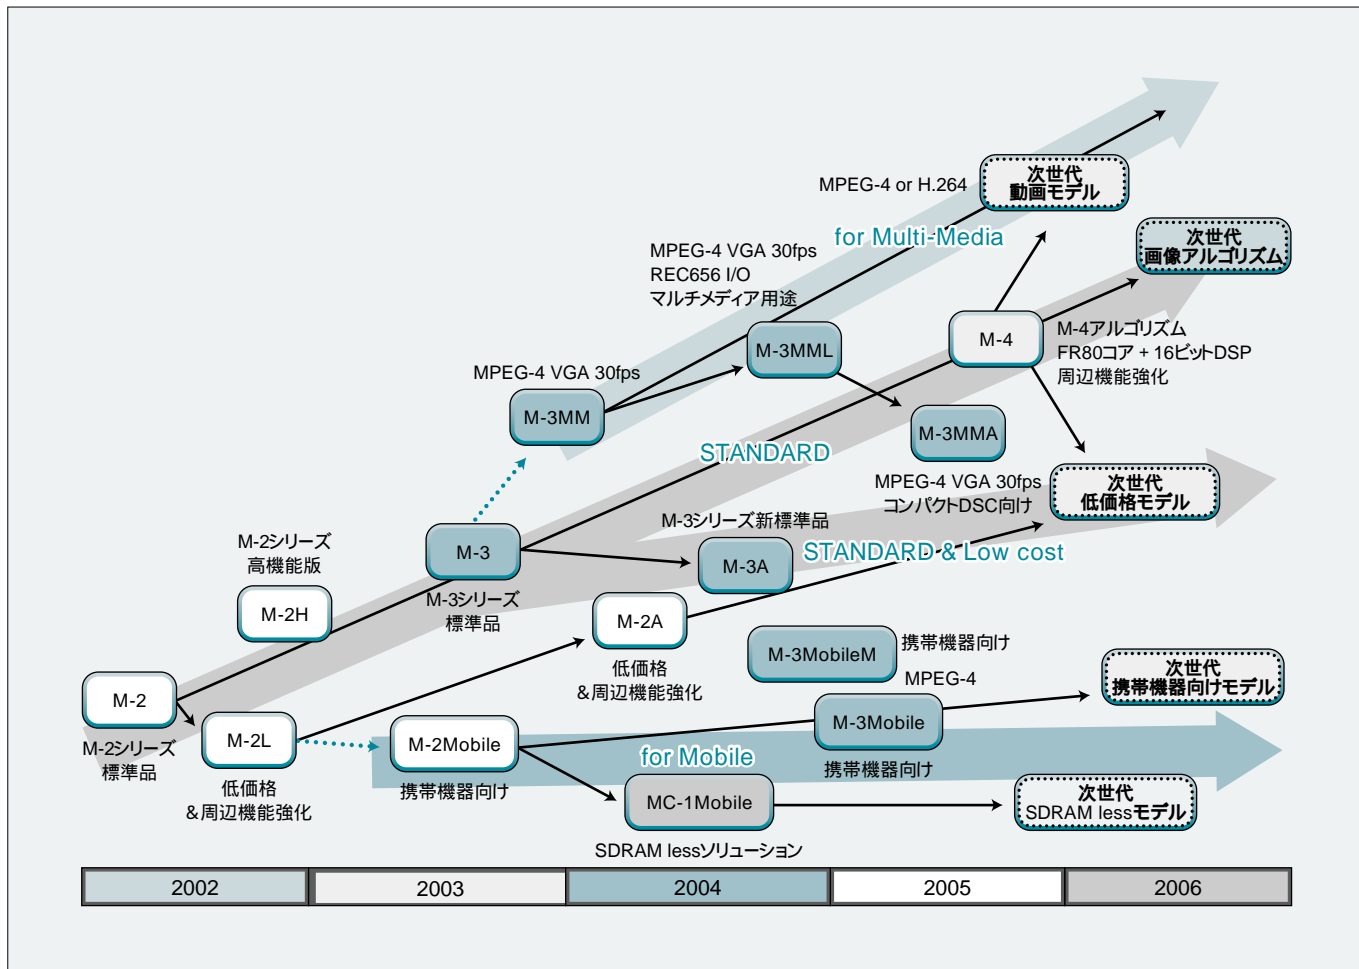 次世代
動画モデル
MPEG-4 or H.264
for Multi-Media
次世代
画像アルゴリズム
MPEG-4 VGA 30fps
REC656 I/O
マルチメディア用途
M-4
M-4アルゴリズム
FR80コア + 16ビットDSP
周辺機能強化
M-3MML
MPEG-4 VGA 30fps
M-3MM
M-3MMA
STANDARD
MPEG-4 VGA 30fps
コンパクトDSC向け
次世代
低価格モデル
M-3シリーズ新標準品
M-2シリーズ
高機能版
M-3
STANDARD & Low cost
M-3A
M-3シリーズ
標準品
M-2H
M-2A
低価格
&周辺機能強化
M-3MobileM
携帯機器向け
MPEG-4
次世代
携帯機器向けモデル
M-2
M-2シリーズ
標準品
M-2L
低価格
&周辺機能強化
M-2Mobile
携帯機器向け
for Mobile
M-3Mobile
携帯機器向け
MC-1Mobile
SDRAM lessソリューション
次世代
SDRAM lessモデル
2002
2003
2004
2005
2006